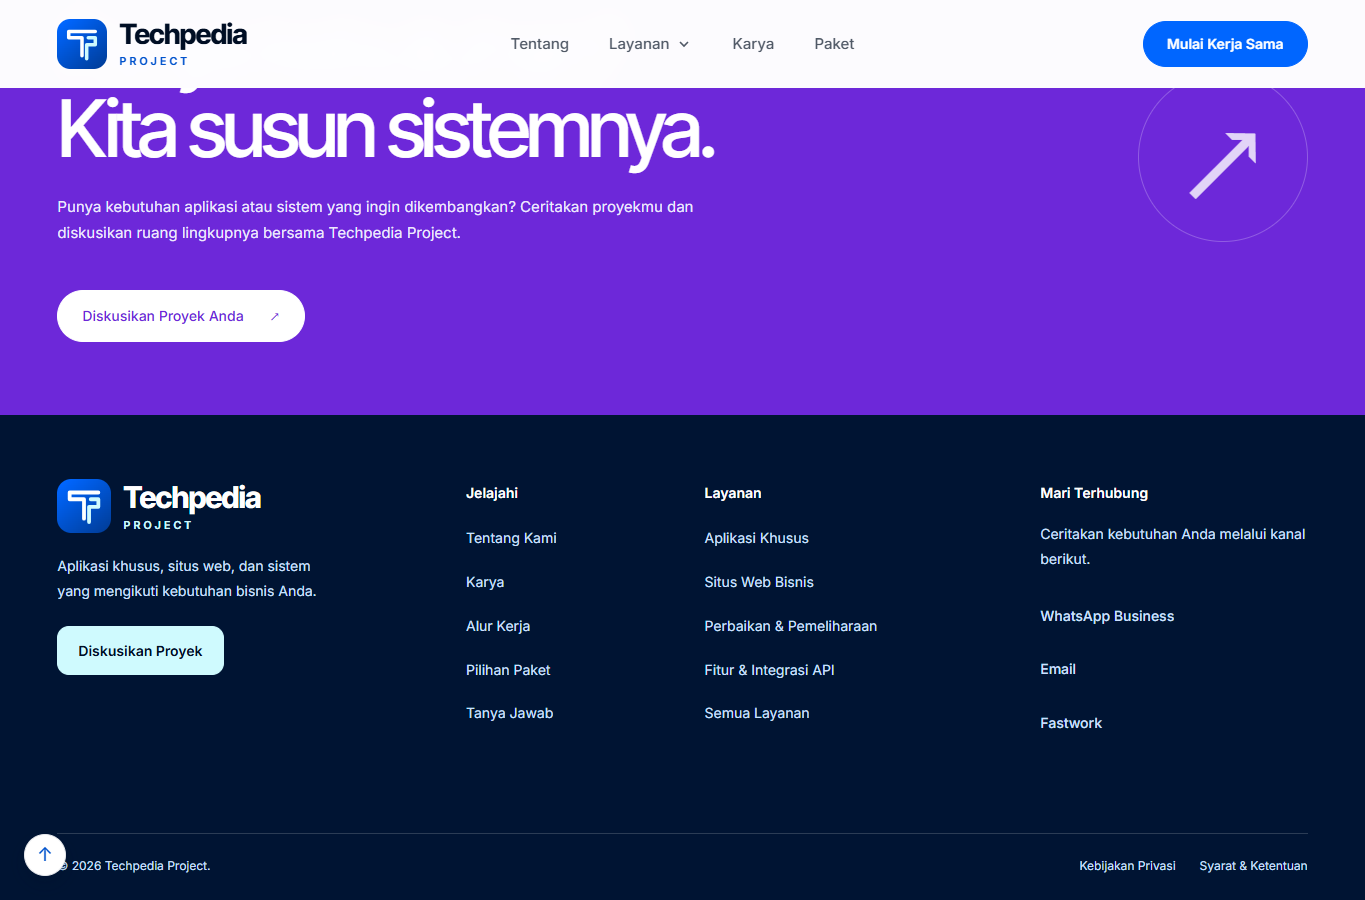 Techpedia
PROJECT
Tentang
Layanan
Karya
Paket
Mulai Kerja Sama
Kita susun sistemnya.
Punya kebutuhan aplikasi atau sistem yang ingin dikembangkan? Ceritakan proyekmu dan
diskusikan ruang lingkupnya bersama Techpedia Project.
Diskusikan Proyek Anda ↗
Techpedia
PROJECT
Aplikasi khusus, situs web, dan sistem
yang mengikuti kebutuhan bisnis Anda.
Diskusikan Proyek
Jelajahi
Tentang Kami
Karya
Alur Kerja
Pilihan Paket
Tanya Jawab
Layanan
Aplikasi Khusus
Situs Web Bisnis
Perbaikan & Pemeliharaan
Fitur & Integrasi API
Semua Layanan
Mari Terhubung
Ceritakan kebutuhan Anda melalui kanal
berikut.
WhatsApp Business
Email
Fastwork
© 2026 Techpedia Project.
Kebijakan Privasi
Syarat & Ketentuan